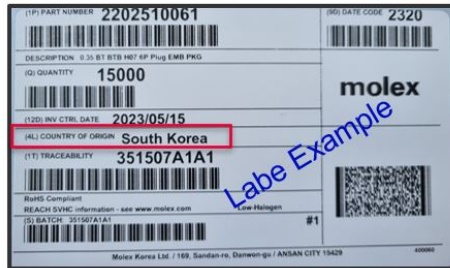 (1P) PART NUMBER 2202510061
(9D) DATE CODE 2320
DESCRIPTION 0.35 BT BTB H07 6P Plug EMB PKG
(Q) QUANTITY 15000
molex
(12D) INV CTRL DATE 2023/05/15
(4L) COUNTRY OF ORIGIN South Korea
(1T) TRACEABILITY 351507A1A1
Labe Example
RoHS Compliant
REACH SVHC information - see www.molex.com Low-Halogen
(S) BATCH 351507A1A1 #1
Molex Korea Ltd. / 169, Sandan-ro, Danwon-gu / ANSAN CITY 15429